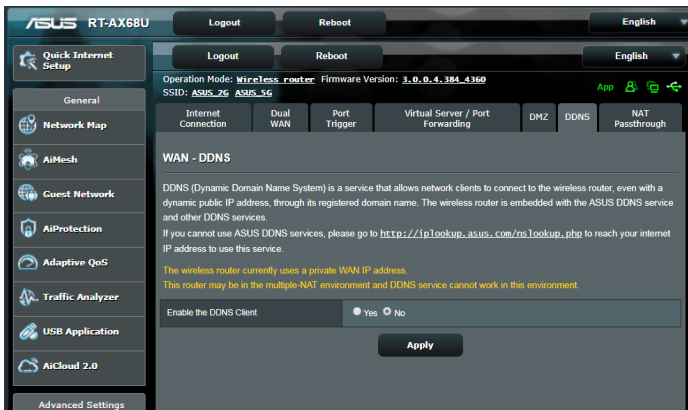 ASUS RT-AX68U Logout Reboot English
Quick Internet Setup
General
Network Map
AiMesh
Guest Network
AiProtection
Adaptive QoS
Traffic Analyzer
USB Application
AiCloud 2.0
Advanced Settings
Logout Reboot English
Operation Mode: Wireless router Firmware Version: 3.0.0.4.384_4360
SSID: ASUS_2G ASUS_5G
App
Internet Connection Dual WAN Port Trigger Virtual Server / Port Forwarding DMZ DDNS NAT Passthrough
WAN - DDNS
DDNS (Dynamic Domain Name System) is a service that allows network clients to connect to the wireless router, even with a
dynamic public IP address, through its registered domain name. The wireless router is embedded with the ASUS DDNS service
and other DDNS services.
If you cannot use ASUS DDNS services, please go to http://iplookup.asus.com/nslookup.php to reach your internet
IP address to use this service.
The wireless router currently uses a private WAN IP address.
This router may be in the multiple-NAT environment and DDNS service cannot work in this environment.
Enable the DDNS Client Yes No
Apply